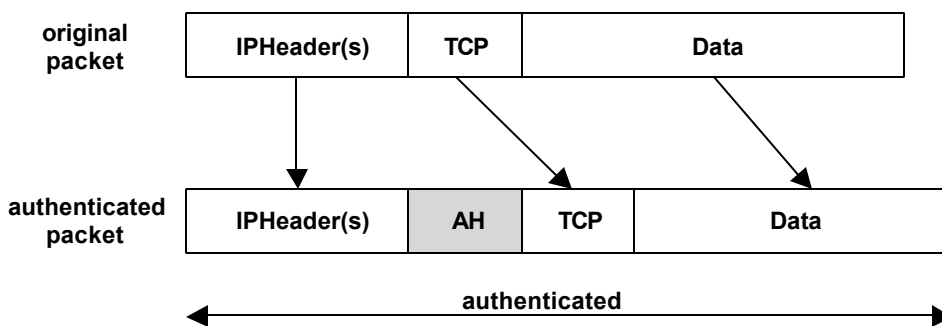 original
packet
IPHeader(s)
TCP
Data
authenticated
packet
IPHeader(s)
AH
TCP
Data
authenticated